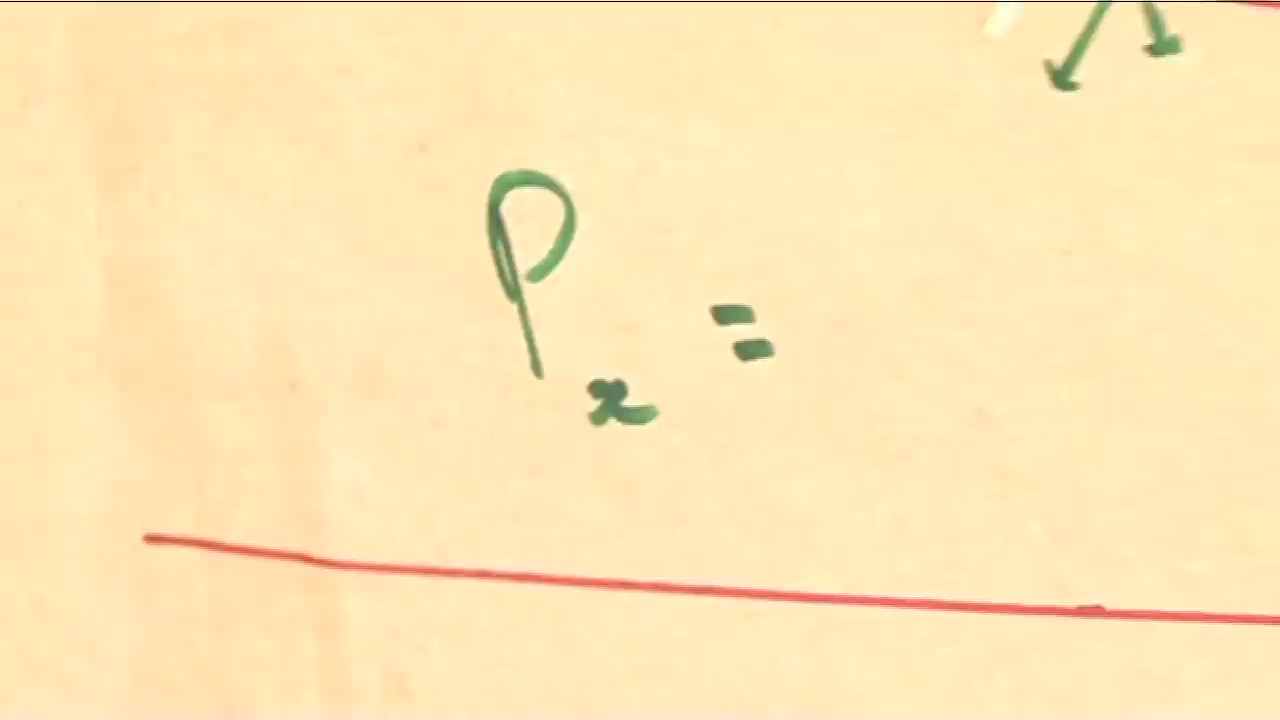 Pₓ =